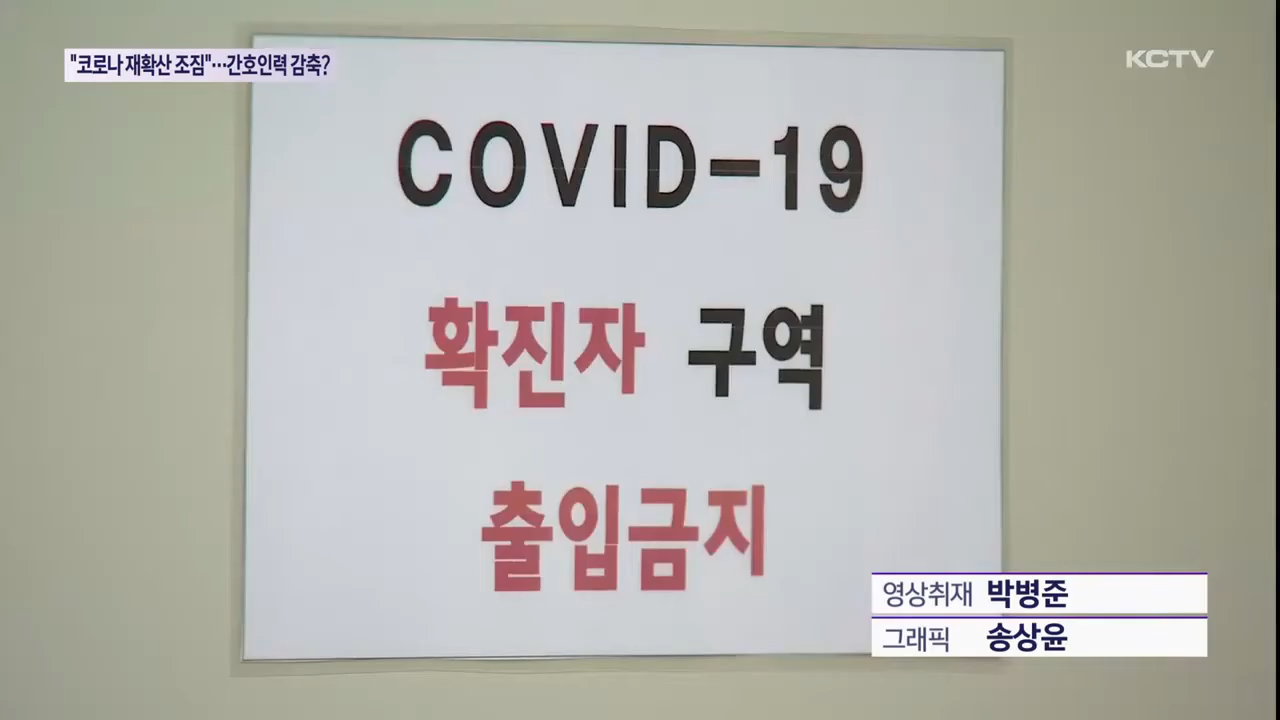 "코로나 재확산 조짐"…간호인력 감축?
KCTV
COVID-19
확진자 구역
출입금지
영상취재 박병준
그래픽 송상윤